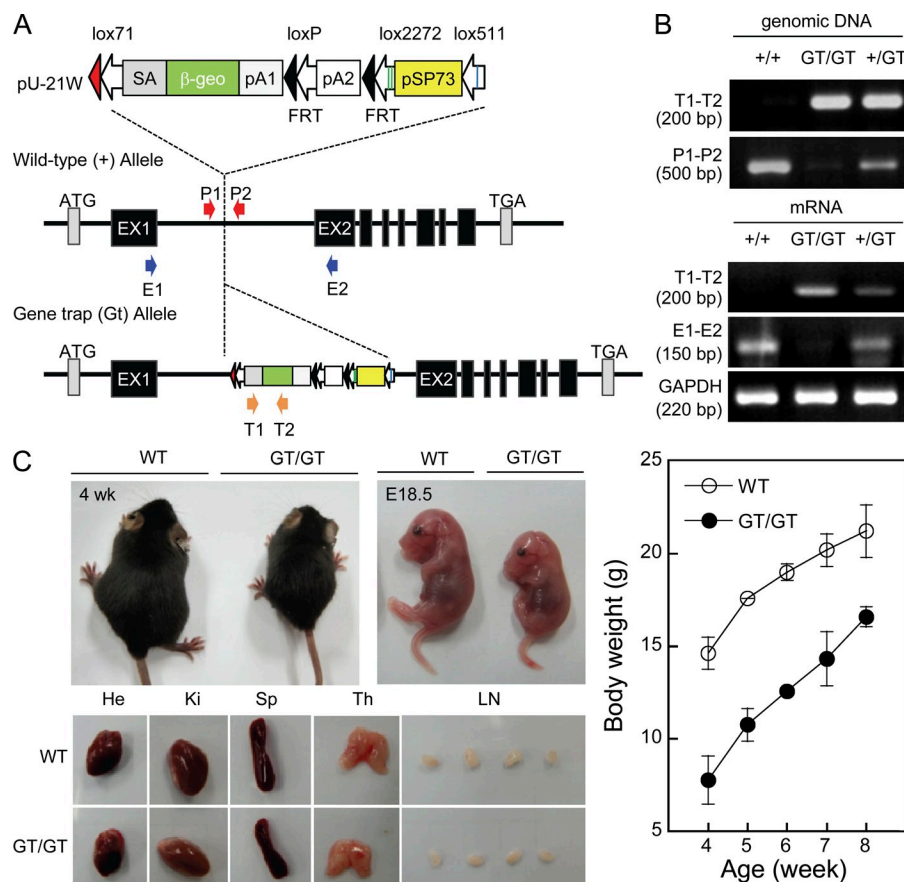 A
lox71
loxP
lox2272
lox511
pU-21W
SA
β-geo
pA1
pA2
pSP73
FRT
FRT
Wild-type (+) Allele
P1
P2
ATG
TGA
EX1
EX2
E1
E2
Gene trap (Gt) Allele
ATG
TGA
EX1
EX2
T1
T2
B
genomic DNA
+/+
GT/GT
+/GT
T1-T2
(200 bp)
P1-P2
(500 bp)
mRNA
+/+
GT/GT
+/GT
T1-T2
(200 bp)
E1-E2
(150 bp)
GAPDH
(220 bp)
C
WT
GT/GT
4 wk
WT
GT/GT
E18.5
He
Ki
Sp
Th
LN
WT
GT/GT
25
20
15
10
5
Body weight (g)
WT
GT/GT
4
5
6
7
8
Age (week)